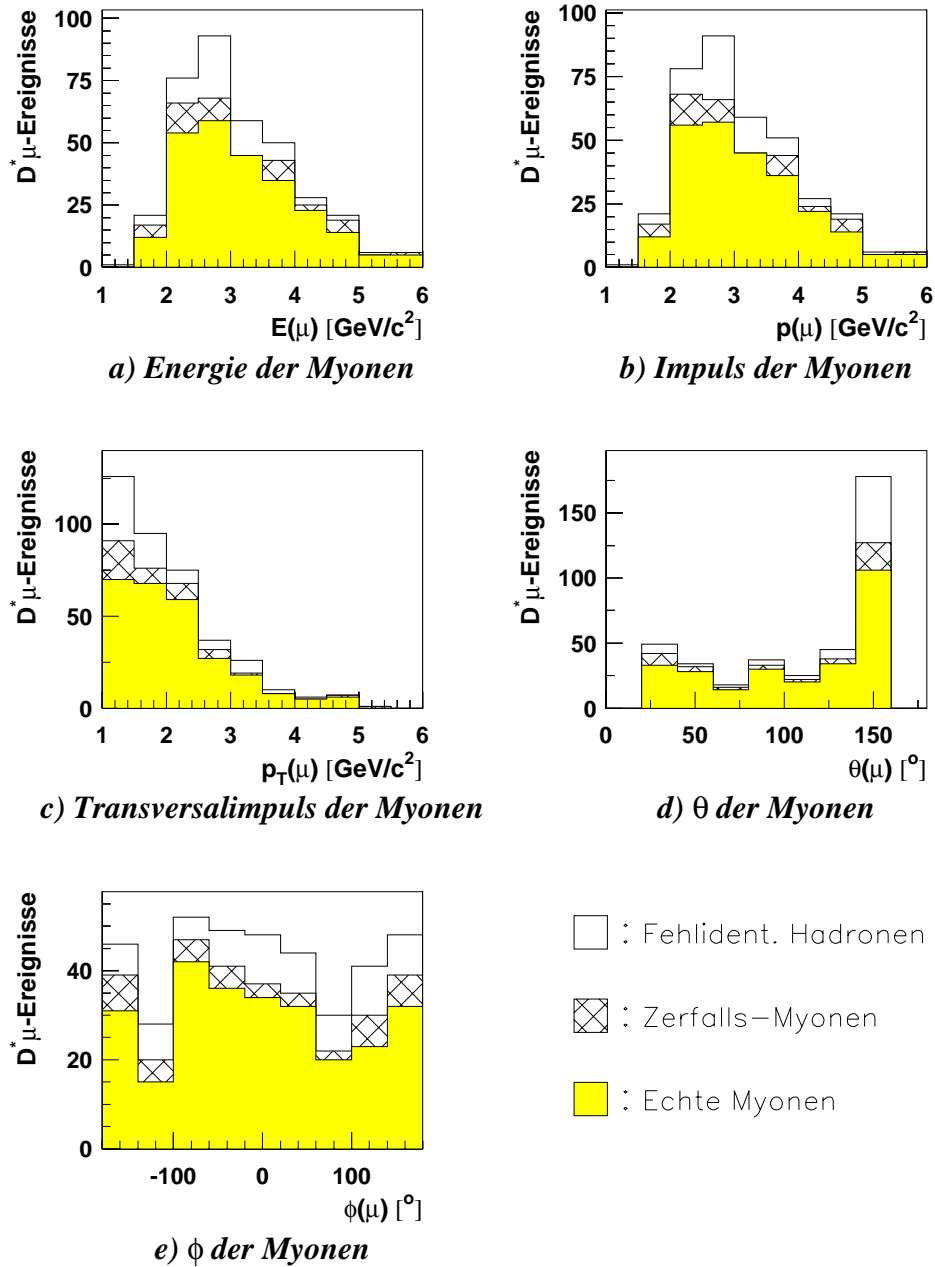 D*μ-Ereignisse
100
75
50
25
0
1 2 3 4 5 6
E(μ) [GeV/c²]
a) Energie der Myonen
D*μ-Ereignisse
100
75
50
25
0
1 2 3 4 5 6
p(μ) [GeV/c²]
b) Impuls der Myonen
D*μ-Ereignisse
100
50
0
1 2 3 4 5 6
p_T(μ) [GeV/c²]
c) Transversalimpuls der Myonen
D*μ-Ereignisse
150
100
50
0
0 50 100 150
θ(μ) [°]
d) θ der Myonen
D*μ-Ereignisse
40
20
0
-100 0 100
ϕ(μ) [°]
e) ϕ der Myonen
: Fehlident. Hadronen
: Zerfalls-Myonen
: Echte Myonen